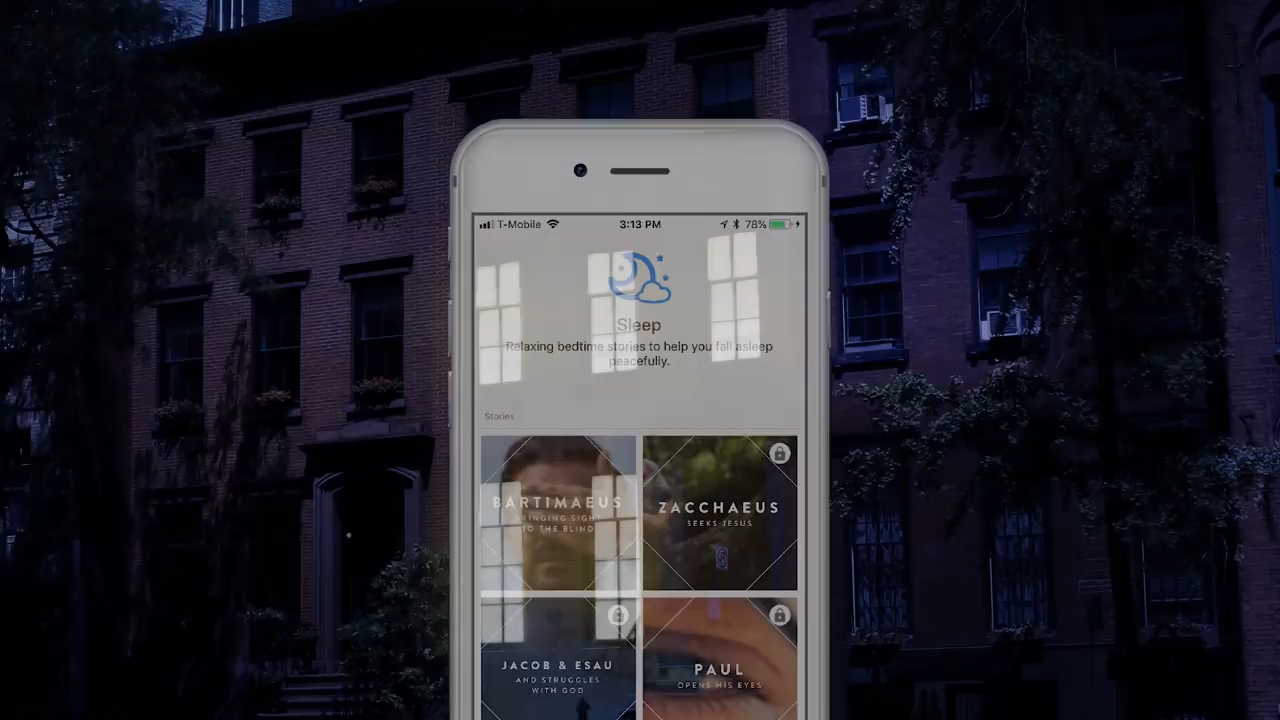 T-Mobile 3:13 PM 78%
Sleep
Relaxing bedtime stories to help you fall asleep
peacefully.
Stories
BARTIMAEUS
BRINGING SIGHT
TO THE BLIND
ZACCHAEUS
SEEKS JESUS
JACOB & ESAU
AND STRUGGLES
WITH GOD
PAUL
OPENS HIS EYES